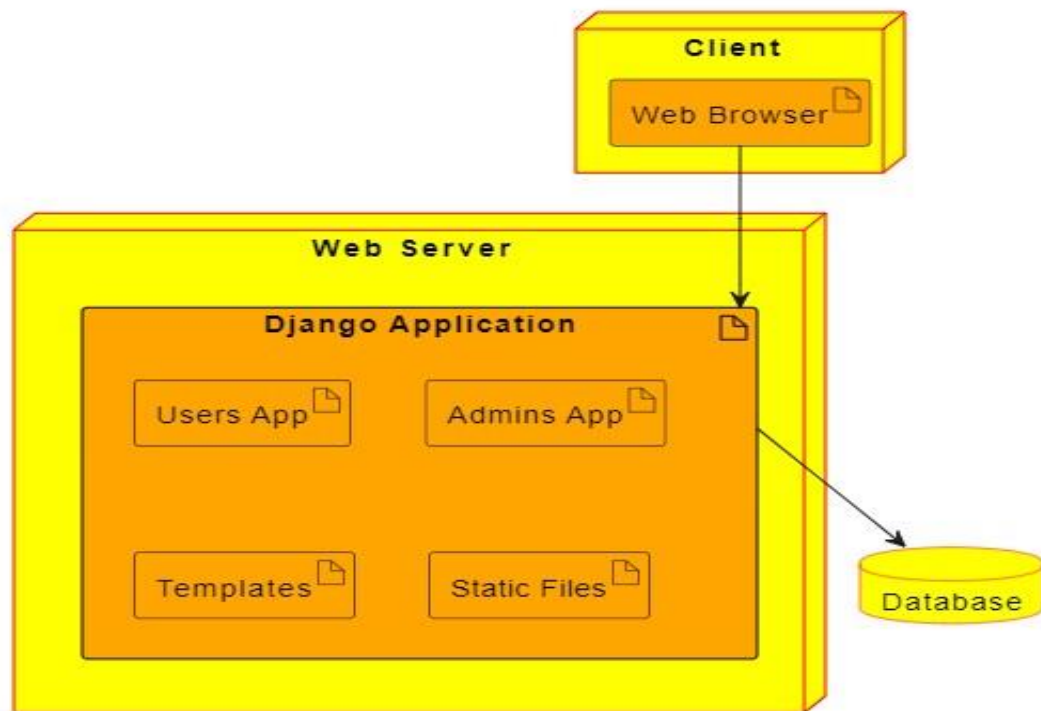 Client
Web Browser
Web Server
Django Application
Users App
Admins App
Templates
Static Files
Database